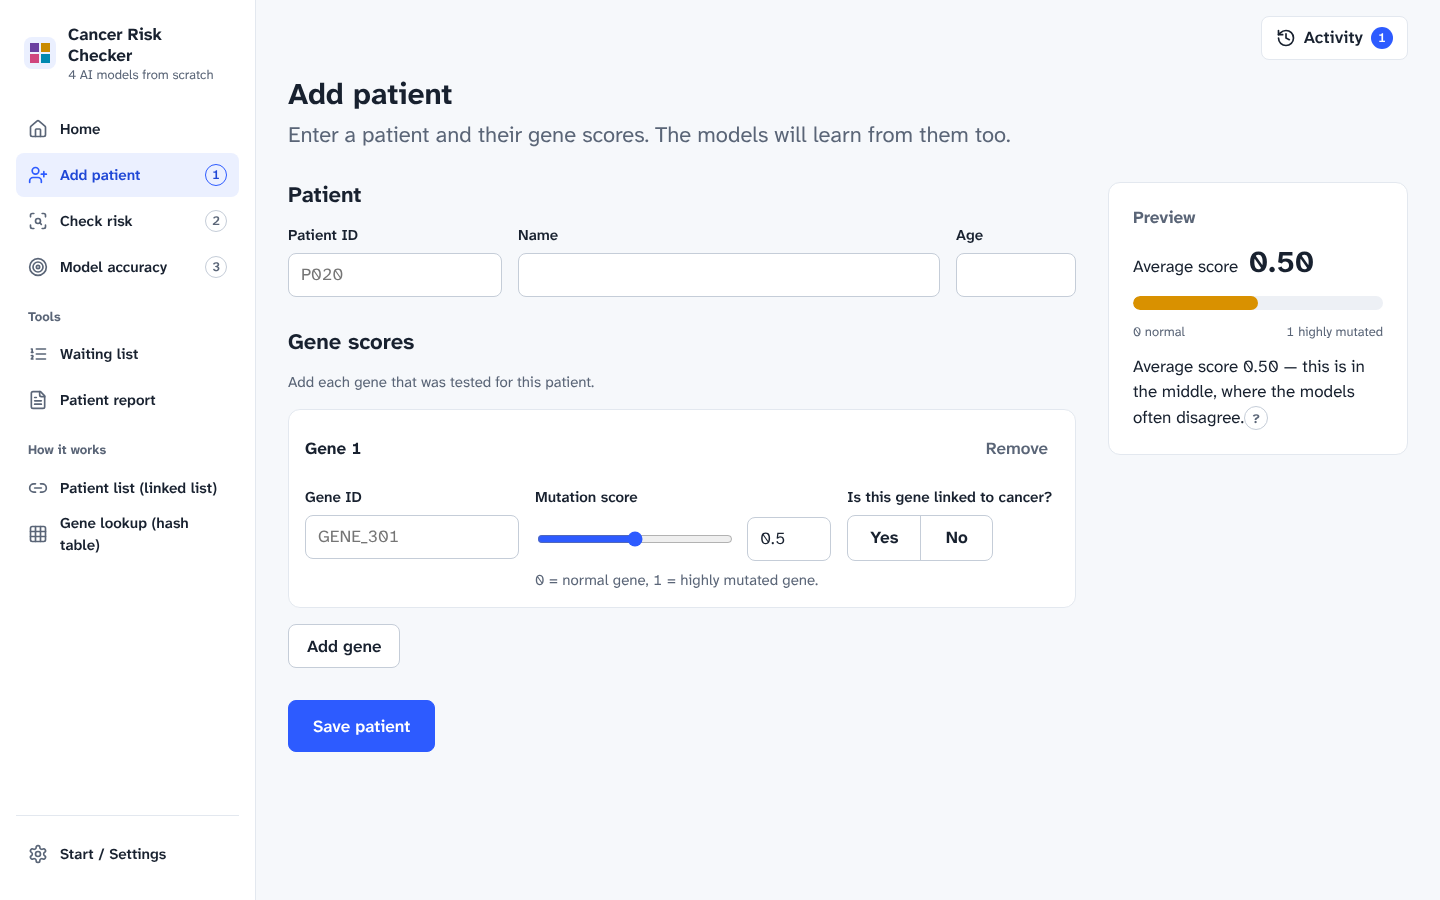 Cancer Risk
Checker
4 AI models from scratch
Home
Add patient 1
Check risk 2
Model accuracy 3
Tools
Waiting list
Patient report
How it works
Patient list (linked list)
Gene lookup (hash
table)
Start / Settings
Activity 1
Add patient
Enter a patient and their gene scores. The models will learn from them too.
Patient
Patient ID Name Age
P020
Gene scores
Add each gene that was tested for this patient.
Gene 1 Remove
Gene ID Mutation score Is this gene linked to cancer?
GENE_301 0.5 Yes No
0 = normal gene, 1 = highly mutated gene.
Add gene
Save patient
Preview
Average score 0.50
0 normal 1 highly mutated
Average score 0.50 — this is in
the middle, where the models
often disagree. ?